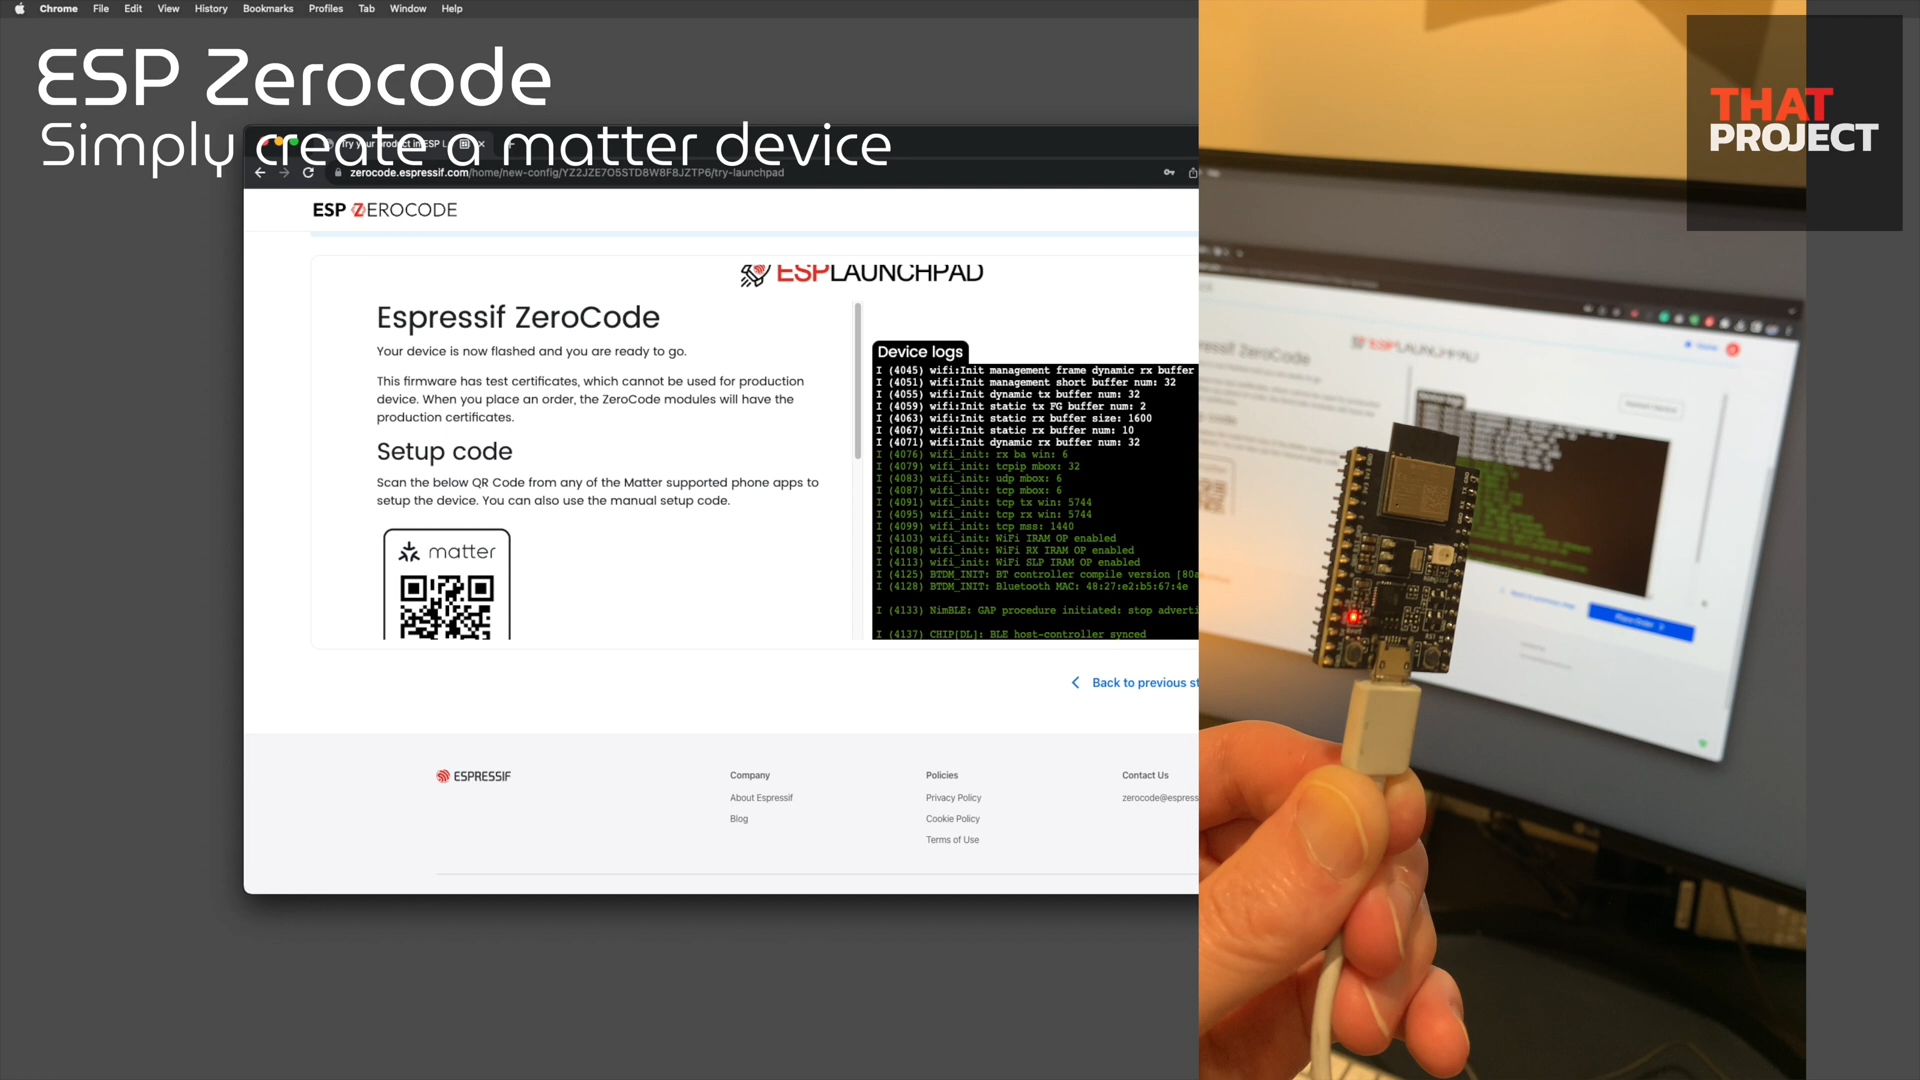 Chrome File Edit View History Bookmarks Profiles Tab Window Help
ESP Zerocode
Simply create a matter device
THAT
PROJECT
Try your product in ESP L
zerocode.espressif.com/home/new-config/YZ2JZE7O5STD8W8F8JZTP6/try-launchpad
ESP ZEROCODE
ESPLAUNCHPAD
Espressif ZeroCode
Your device is now flashed and you are ready to go.
This firmware has test certificates, which cannot be used for production
device. When you place an order, the ZeroCode modules will have the
production certificates.
Setup code
Scan the below QR Code from any of the Matter supported phone apps to
setup the device. You can also use the manual setup code.
matter
Device logs
I (4045) wifi:Init management frame dynamic rx buffer
I (4051) wifi:Init management short buffer num: 32
I (4055) wifi:Init dynamic tx buffer num: 32
I (4059) wifi:Init static tx FG buffer num: 2
I (4063) wifi:Init static rx buffer size: 1600
I (4067) wifi:Init static rx buffer num: 10
I (4071) wifi:Init dynamic rx buffer num: 32
I (4076) wifi_init: rx ba win: 6
I (4079) wifi_init: tcpip mbox: 32
I (4083) wifi_init: udp mbox: 6
I (4087) wifi_init: tcp mbox: 6
I (4091) wifi_init: tcp tx win: 5744
I (4095) wifi_init: tcp rx win: 5744
I (4099) wifi_init: tcp mss: 1440
I (4103) wifi_init: WiFi IRAM OP enabled
I (4108) wifi_init: WiFi RX IRAM OP enabled
I (4113) wifi_init: WiFi SLP IRAM OP enabled
I (4125) BTDM_INIT: BT controller compile version [80a
I (4128) BTDM_INIT: Bluetooth MAC: 48:27:e2:b5:67:4e
I (4133) NimBLE: GAP procedure initiated: stop adverti
I (4137) CHIP[DL]: BLE host-controller synced
Back to previous st
ESPRESSIF
Company
About Espressif
Blog
Policies
Privacy Policy
Cookie Policy
Terms of Use
Contact Us
zerocode@espress
ESPLAUNCHPAD
ZeroCode
Place Order